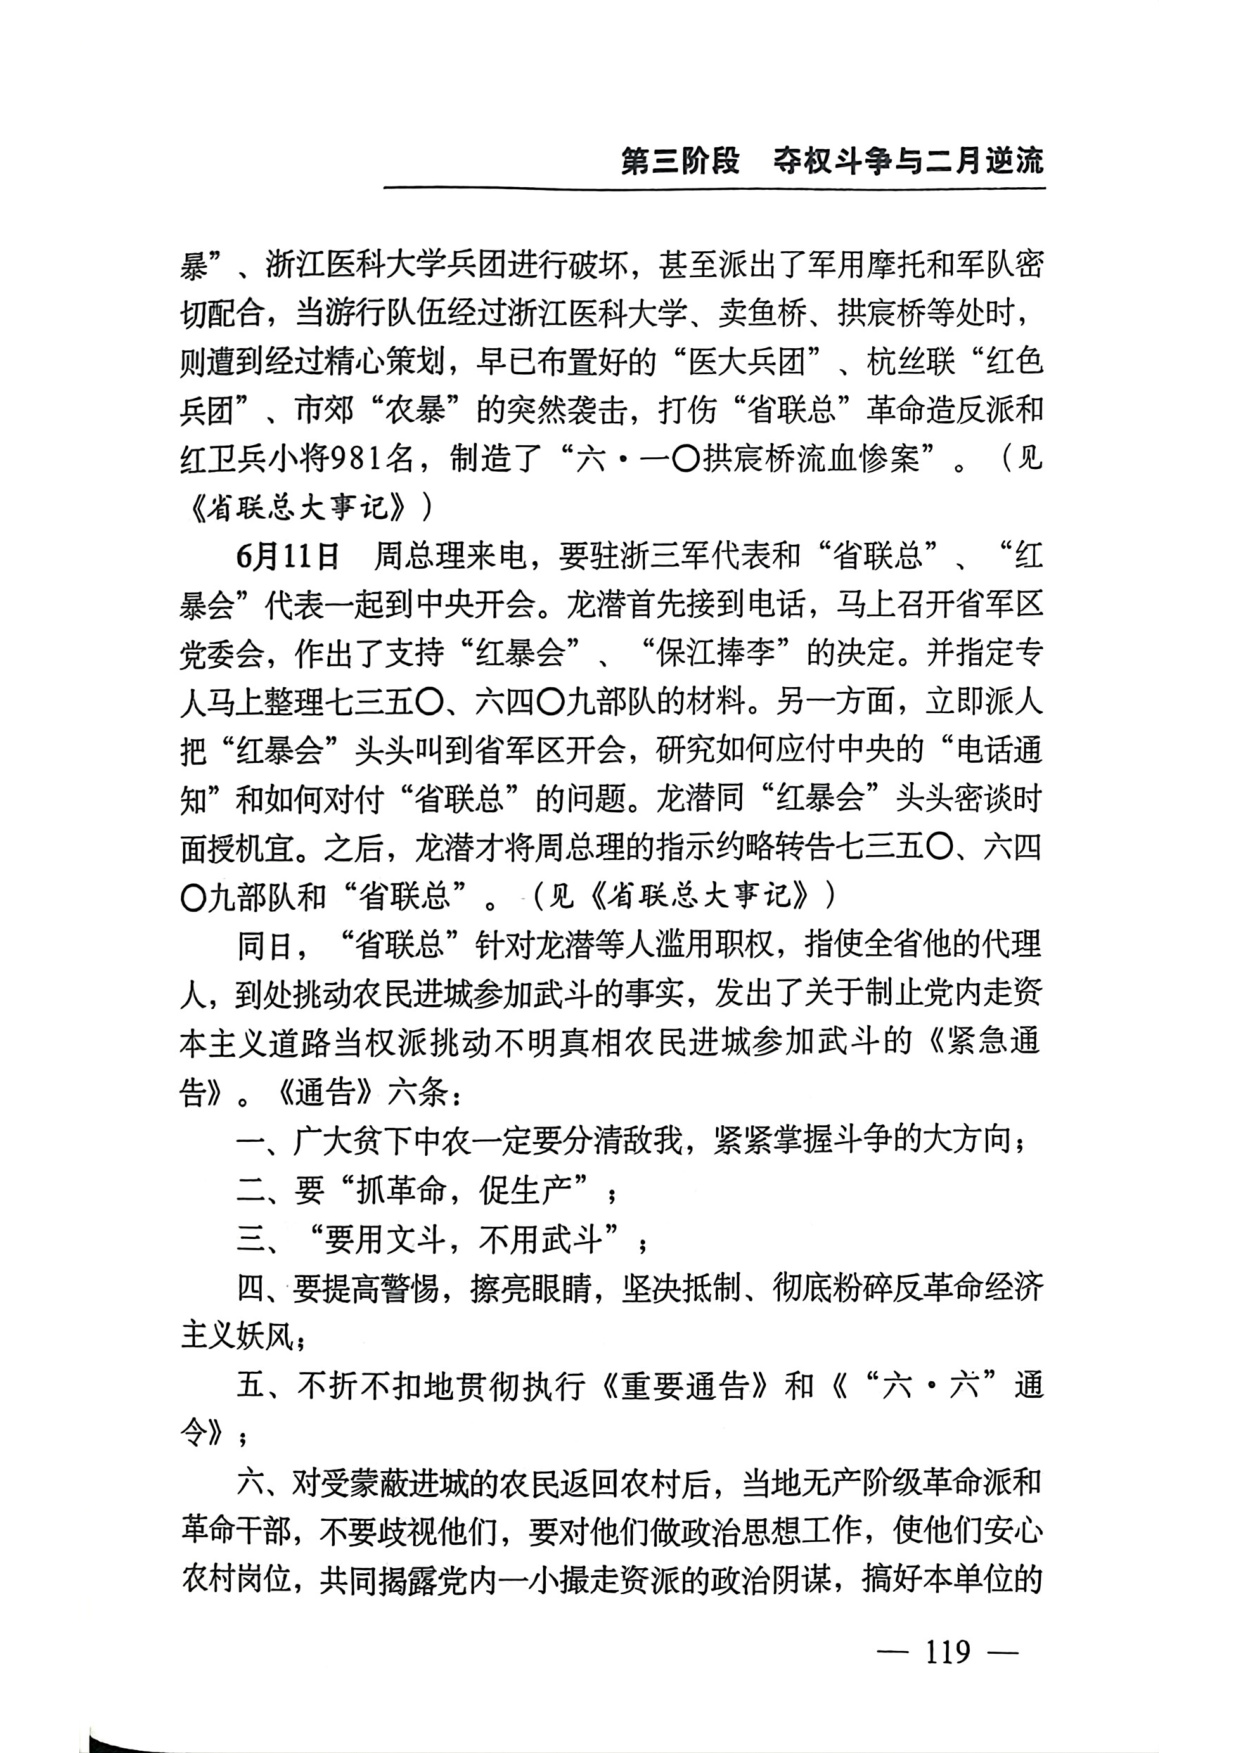 第三阶段　夺权斗争与二月逆流
暴”、浙江医科大学兵团进行破坏，甚至派出了军用摩托和军队密
切配合，当游行队伍经过浙江医科大学、卖鱼桥、拱宸桥等处时，
则遭到经过精心策划，早已布置好的“医大兵团”、杭丝联“红色
兵团”、市郊“农暴”的突然袭击，打伤“省联总”革命造反派和
红卫兵小将981名，制造了“六·一〇拱宸桥流血惨案”。（见
《省联总大事记》）
6月11日　周总理来电，要驻浙三军代表和“省联总”、“红
暴会”代表一起到中央开会。龙潜首先接到电话，马上召开省军区
党委会，作出了支持“红暴会”、“保江捧李”的决定。并指定专
人马上整理七三五〇、六四〇九部队的材料。另一方面，立即派人
把“红暴会”头头叫到省军区开会，研究如何应付中央的“电话通
知”和如何对付“省联总”的问题。龙潜同“红暴会”头头密谈时
面授机宜。之后，龙潜才将周总理的指示约略转告七三五〇、六四
〇九部队和“省联总”。（见《省联总大事记》）
同日，“省联总”针对龙潜等人滥用职权，指使全省他的代理
人，到处挑动农民进城参加武斗的事实，发出了关于制止党内走资
本主义道路当权派挑动不明真相农民进城参加武斗的《紧急通
告》。《通告》六条：
一、广大贫下中农一定要分清敌我，紧紧掌握斗争的大方向；
二、要“抓革命，促生产”；
三、“要用文斗，不用武斗”；
四、要提高警惕，擦亮眼睛，坚决抵制、彻底粉碎反革命经济
主义妖风；
五、不折不扣地贯彻执行《重要通告》和《“六·六”通
令》；
六、对受蒙蔽进城的农民返回农村后，当地无产阶级革命派和
革命干部，不要歧视他们，要对他们做政治思想工作，使他们安心
农村岗位，共同揭露党内一小撮走资派的政治阴谋，搞好本单位的
— 119 —